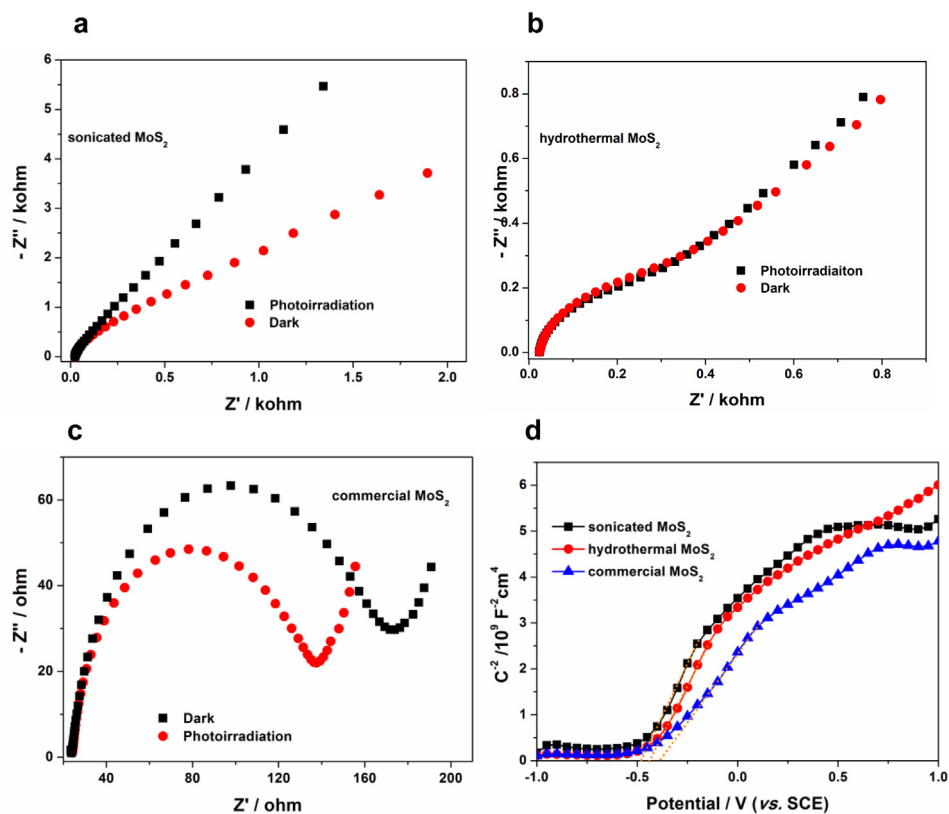 a
6
5
4
3
2
1
0
- Z'' / kohm
sonicated MoS2
Photoirradiation
Dark
0.0 0.5 1.0 1.5 2.0
Z' / kohm
b
0.8
0.6
0.4
0.2
0.0
- Z'' / kohm
hydrothermal MoS2
Photoirradiaiton
Dark
0.0 0.2 0.4 0.6 0.8
Z' / kohm
c
60
40
20
0
- Z'' / ohm
commercial MoS2
Dark
Photoirradiation
40 80 120 160 200
Z' / ohm
d
6
5
4
3
2
1
0
C-2 /109 F-2cm4
sonicated MoS2
hydrothermal MoS2
commercial MoS2
-1.0 -0.5 0.0 0.5 1.0
Potential / V (vs. SCE)